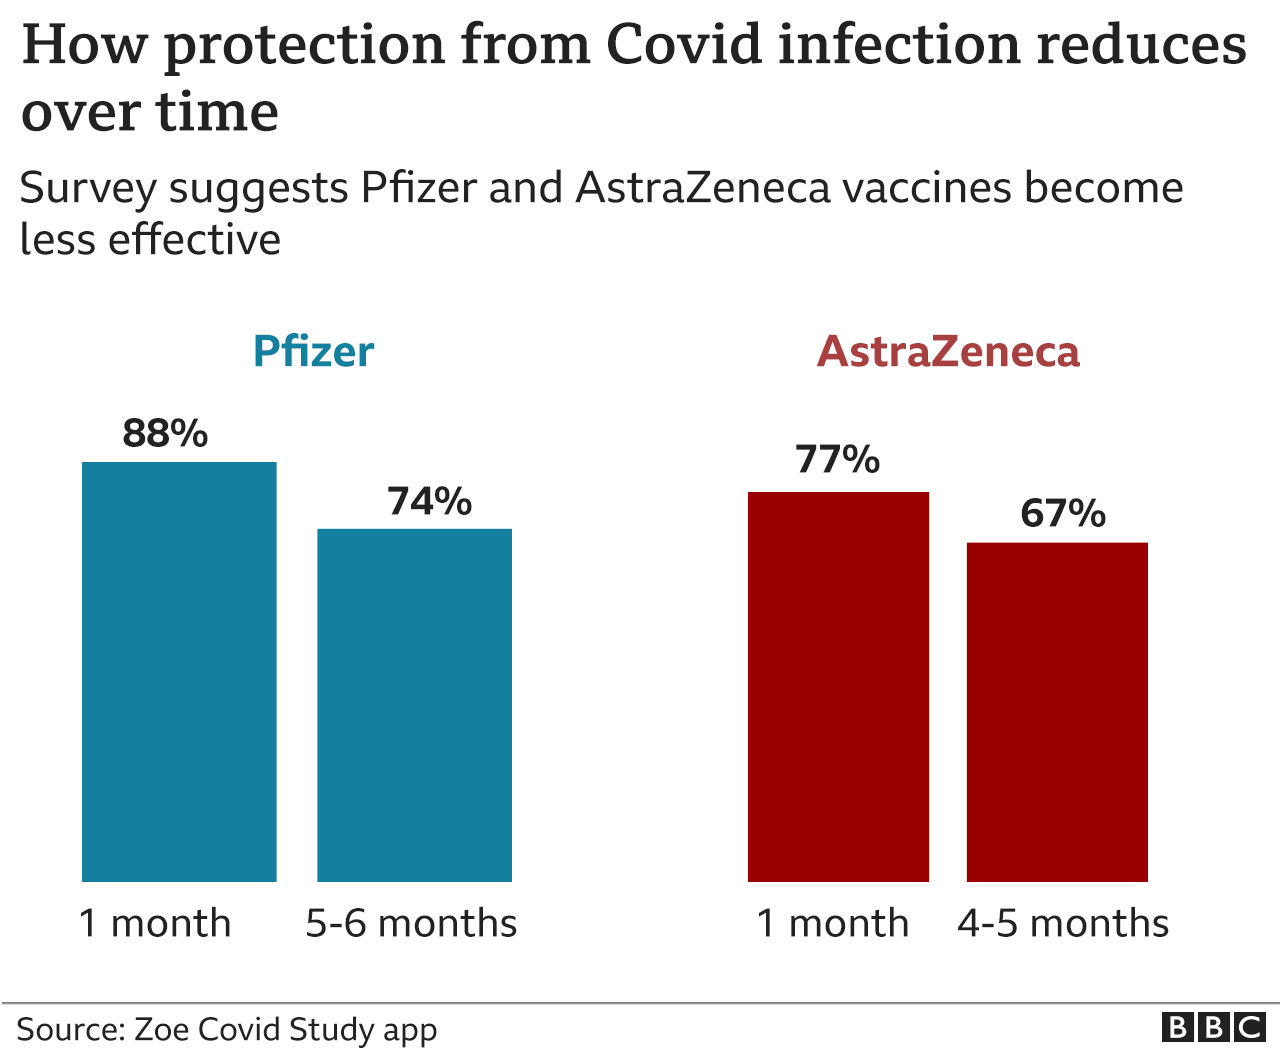 How protection from Covid infection reduces
over time
Survey suggests Pfizer and AstraZeneca vaccines become
less effective
Pfizer
AstraZeneca
88%
74%
77%
67%
1 month
5-6 months
1 month
4-5 months
Source: Zoe Covid Study app
BBC